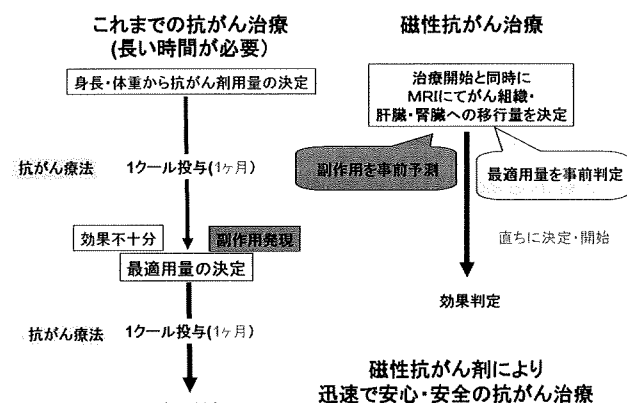 これまでの抗がん治療
(長い時間が必要)
身長・体重から抗がん剤用量の決定
抗がん療法 1クール投与(1ヶ月)
効果不十分 副作用発現
最適用量の決定
抗がん療法 1クール投与(1ヶ月)
磁性抗がん治療
治療開始と同時に
MRIにてがん組織・
肝臓・腎臓への移行量を決定
副作用を事前予測
最適用量を事前判定
直ちに決定・開始
効果判定
磁性抗がん剤により
迅速で安心・安全の抗がん治療